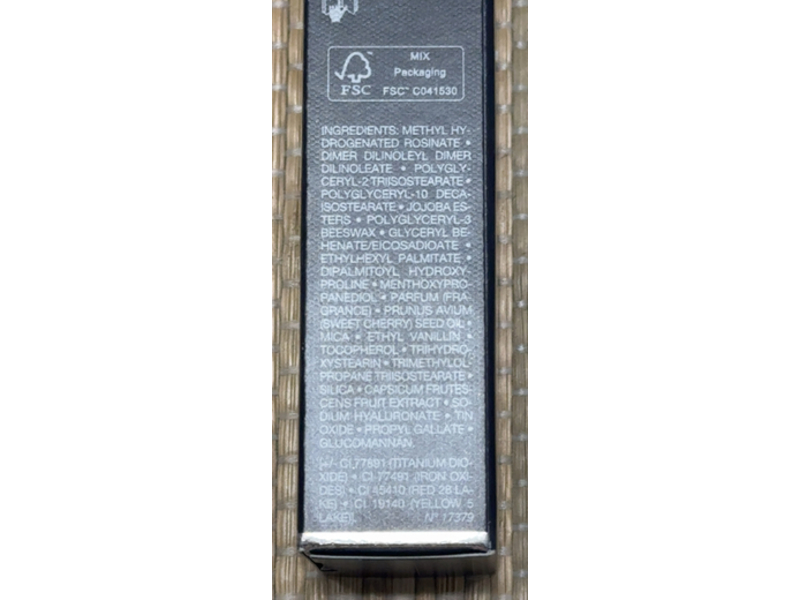 MIX
Packaging
FSC™ C041530
FSC
INGREDIENTS: METHYL HY-
DROGENATED ROSINATE •
DIMER DILINOLEYL DIMER
DILINOLEATE • POLYGLY-
CERYL-2 TRIISOSTEARATE •
POLYGLYCERYL-10 DECA-
ISOSTEARATE • JOJOBA ES-
TERS • POLYGLYCERYL-3
BEESWAX • GLYCERYL BE-
HENATE/EICOSADIOATE •
ETHYLHEXYL PALMITATE •
DIPALMITOYL HYDROXY-
PROLINE • MENTHOXYPRO-
PANEDIOL • PARFUM (FRA-
GRANCE) • PRUNUS AVIUM
(SWEET CHERRY) SEED OIL •
MICA • ETHYL VANILLIN •
TOCOPHEROL • TRIHYDRO-
XYSTEARIN • TRIMETHYLOL-
PROPANE TRIISOSTEARATE •
SILICA • CAPSICUM FRUTES-
CENS FRUIT EXTRACT • SO-
DIUM HYALURONATE • TIN
OXIDE • PROPYL GALLATE •
GLUCOMANNAN.
[+/- CI 77891 (TITANIUM DIO-
XIDE) • CI 77491 (IRON OXI-
DES) • CI 45410 (RED 28 LA-
KE) • CI 19140 (YELLOW 5
LAKE)] N° 17379